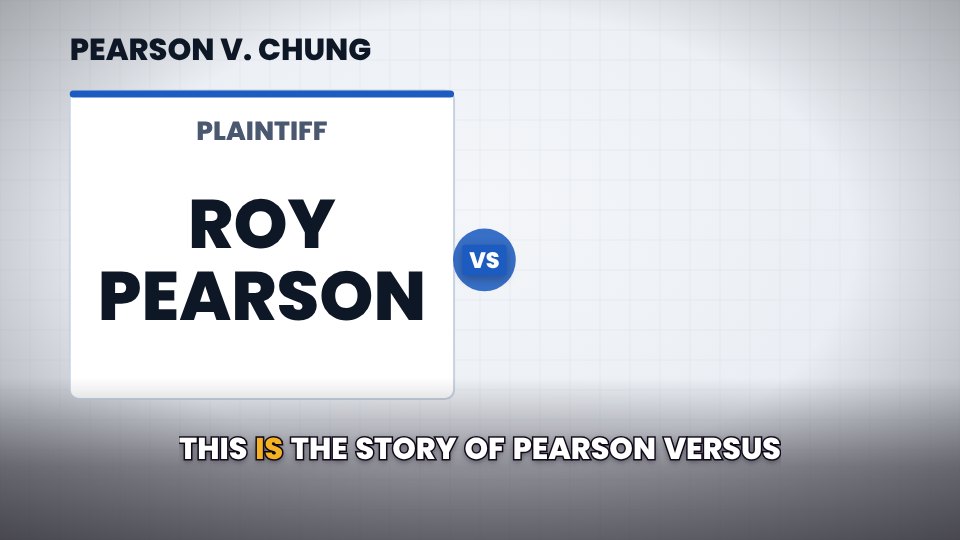 PEARSON V. CHUNG
PLAINTIFF
ROY
PEARSON
VS
THIS IS THE STORY OF PEARSON VERSUS